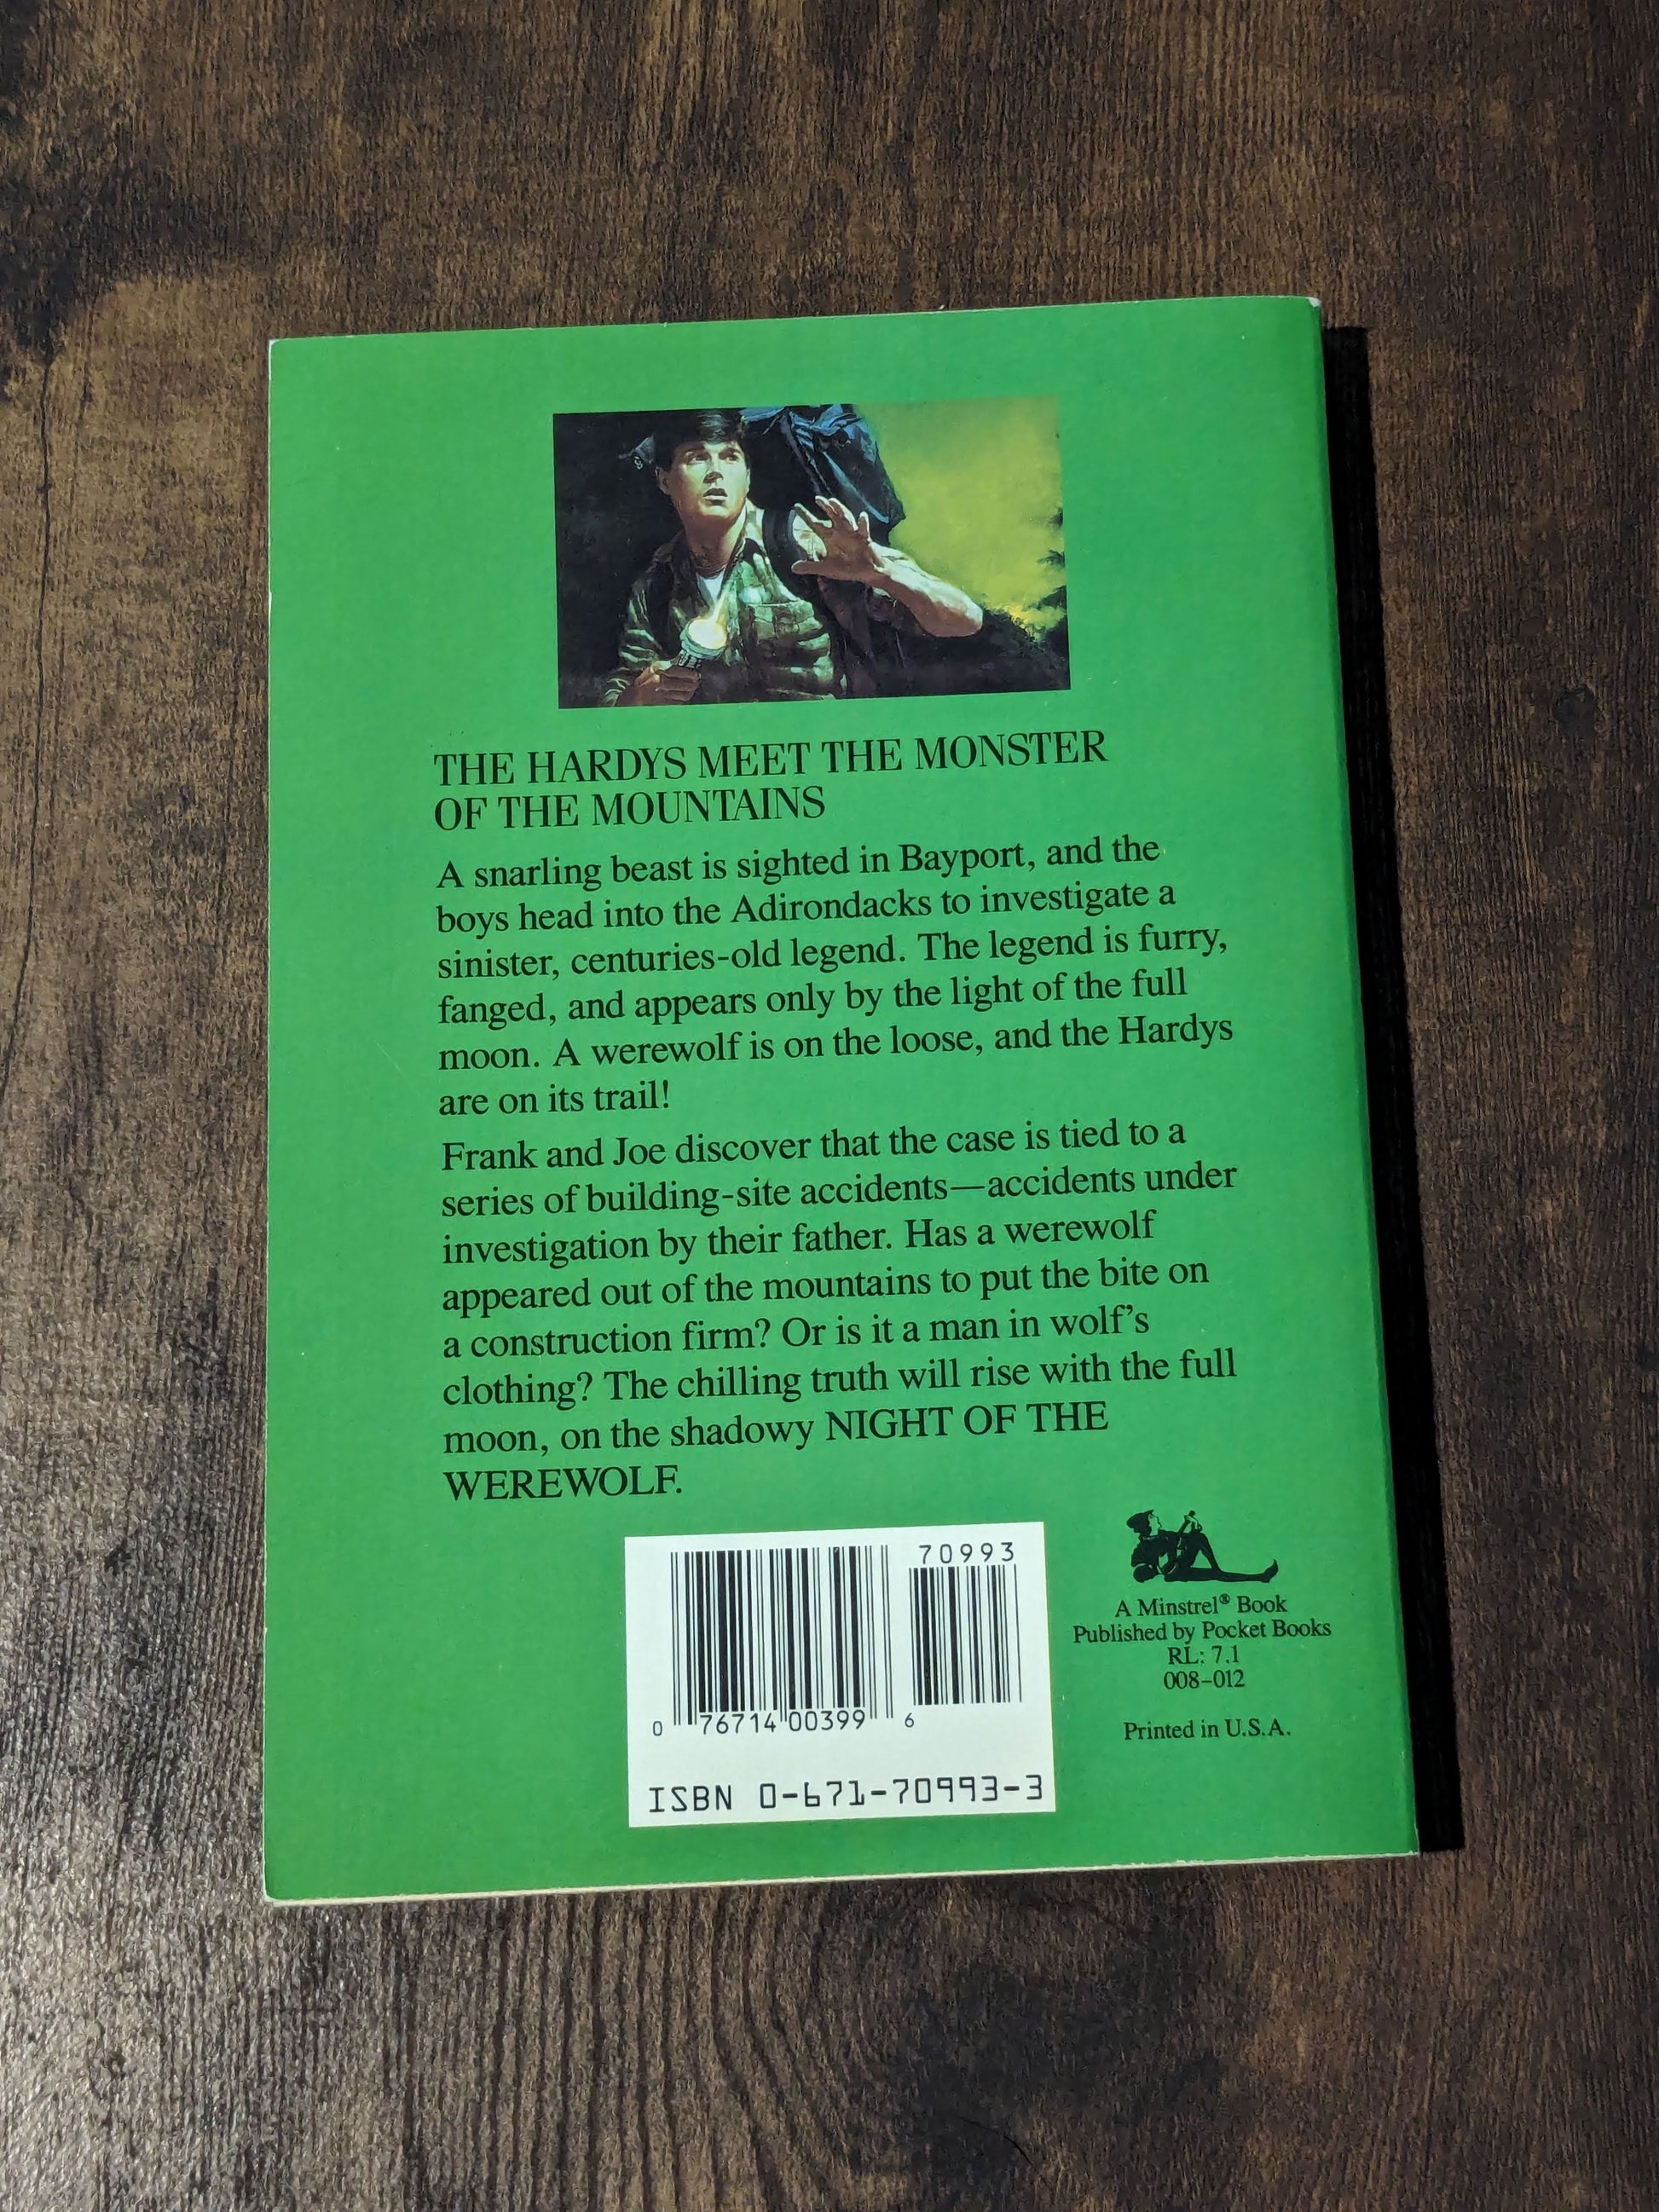 THE HARDYS MEET THE MONSTER
OF THE MOUNTAINS
A snarling beast is sighted in Bayport, and the
boys head into the Adirondacks to investigate a
sinister, centuries-old legend. The legend is furry,
fanged, and appears only by the light of the full
moon. A werewolf is on the loose, and the Hardys
are on its trail!
Frank and Joe discover that the case is tied to a
series of building-site accidents—accidents under
investigation by their father. Has a werewolf
appeared out of the mountains to put the bite on
a construction firm? Or is it a man in wolf's
clothing? The chilling truth will rise with the full
moon, on the shadowy NIGHT OF THE
WEREWOLF.
70993
0 76714 00399 6
ISBN 0-671-70993-3
A Minstrel® Book
Published by Pocket Books
RL: 7.1
008-012
Printed in U.S.A.